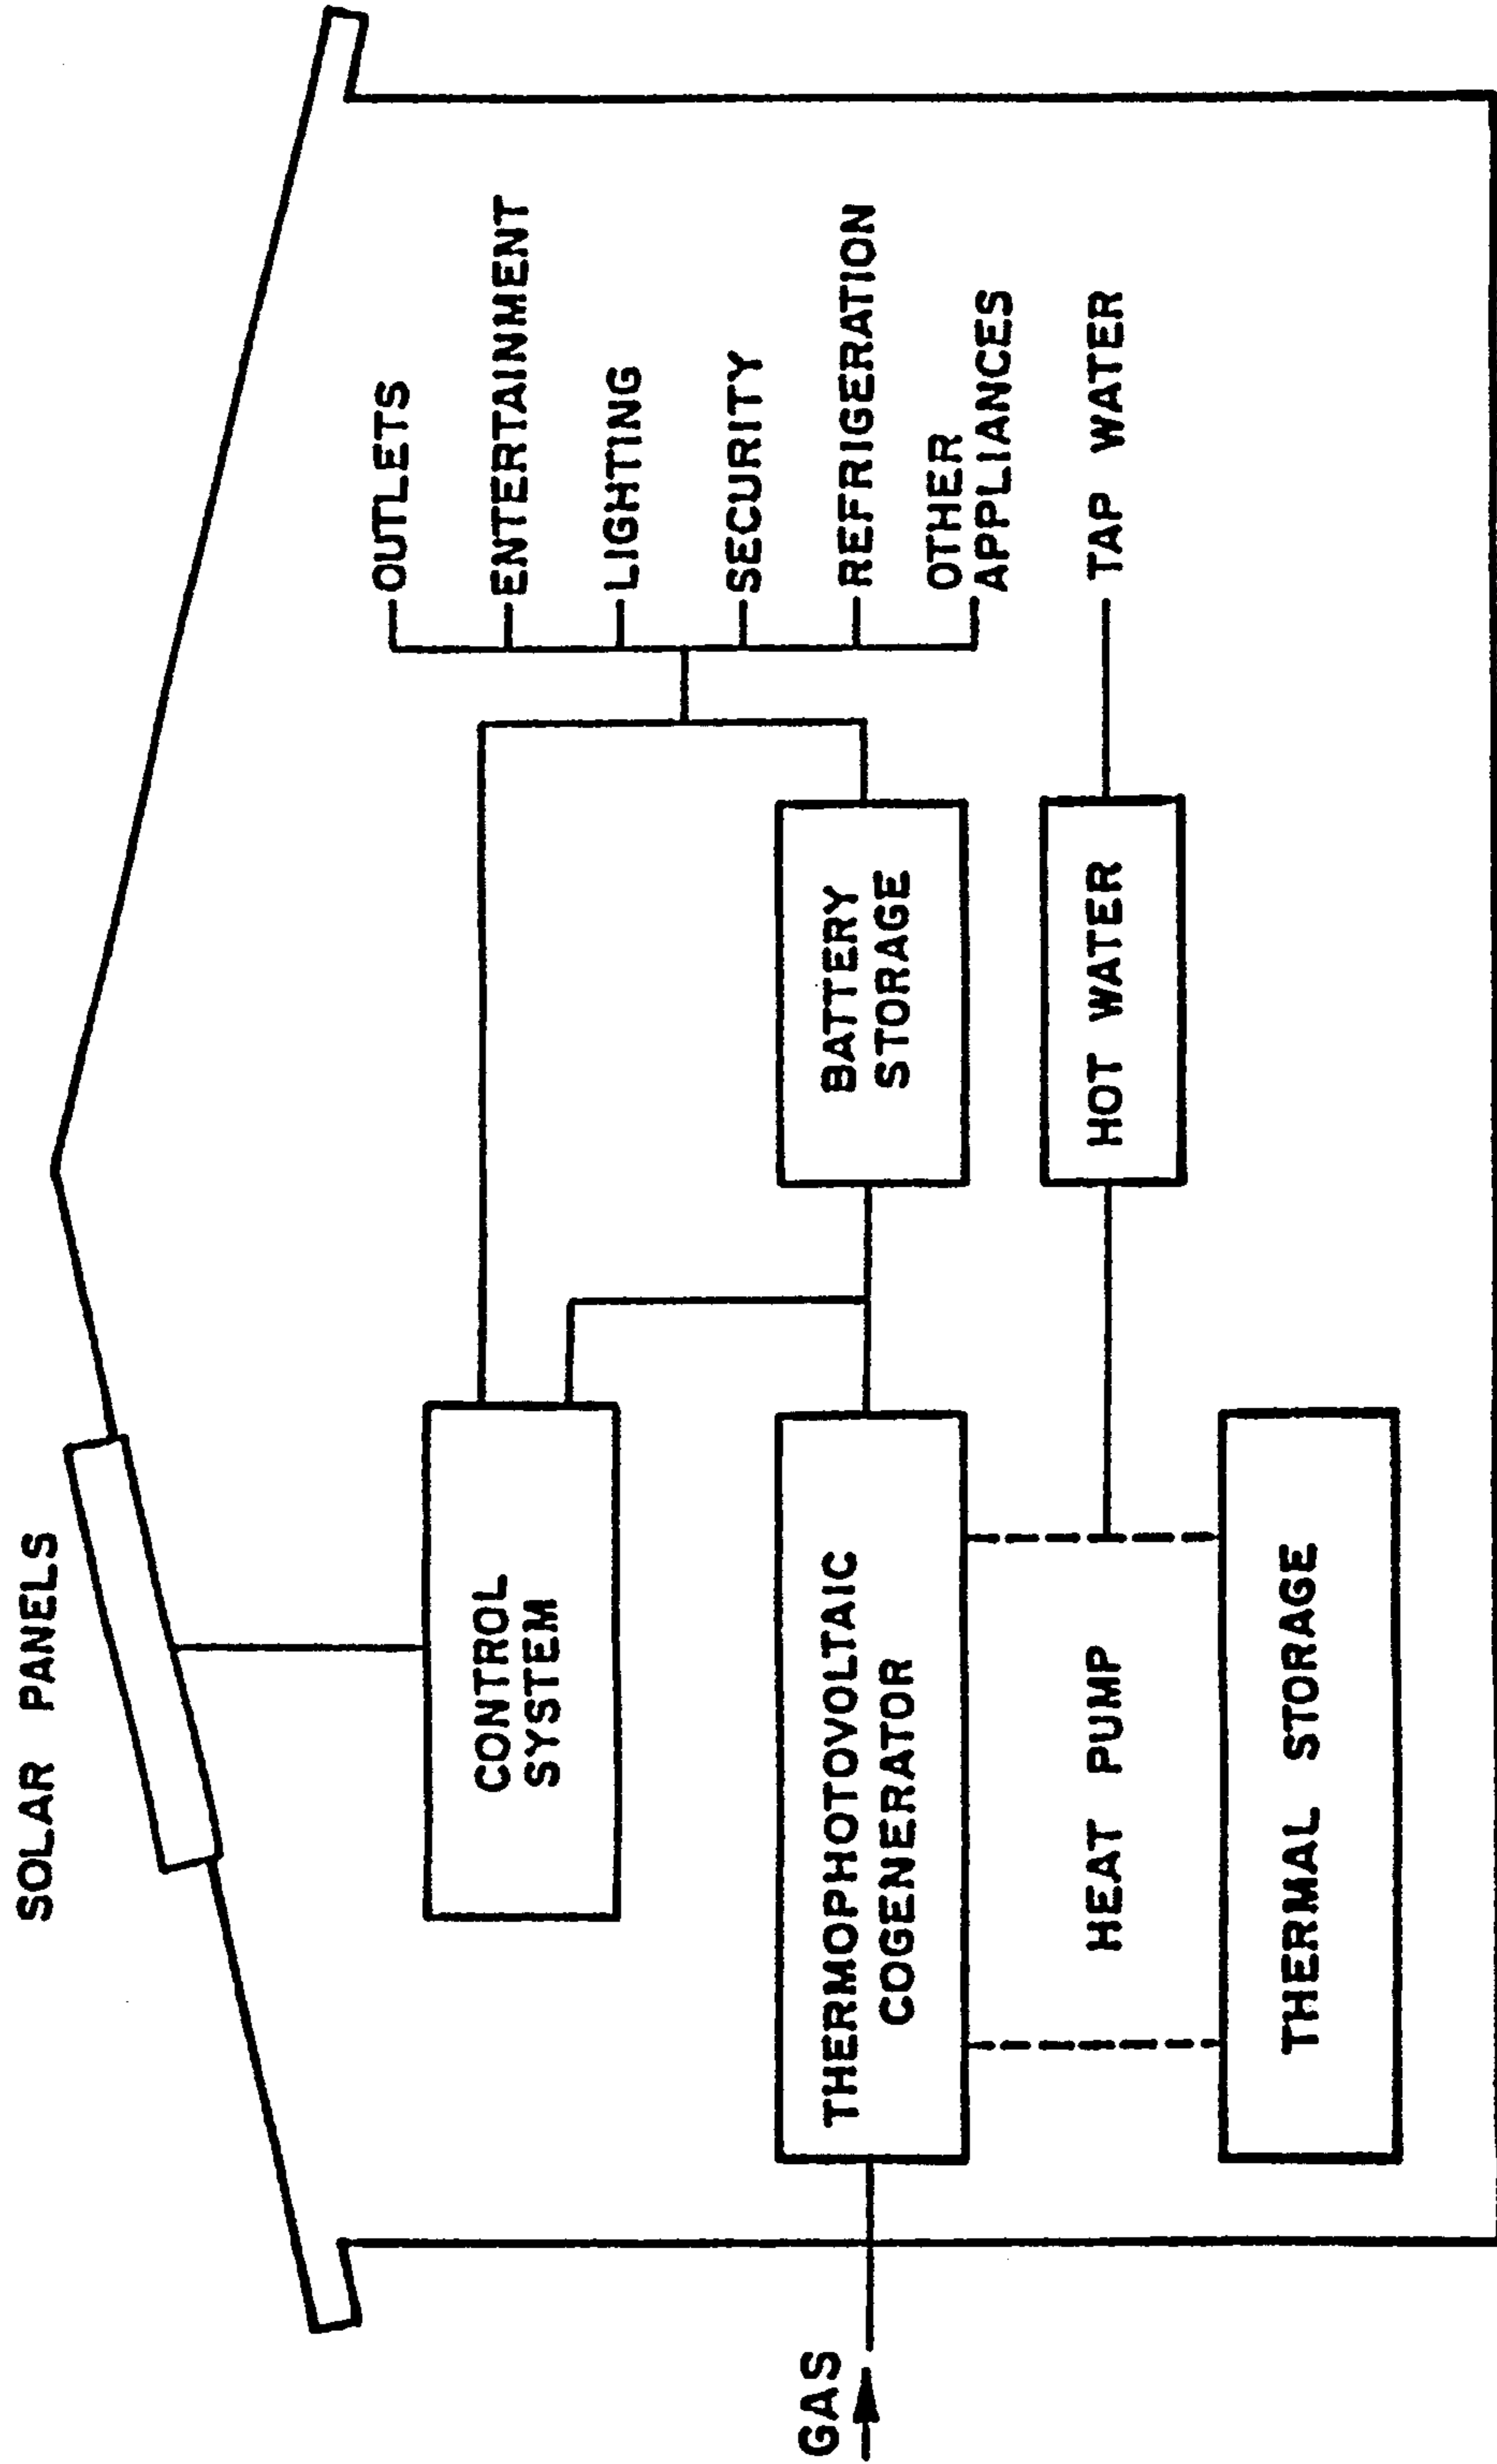 SOLAR PANELS
CONTROL
SYSTEM
OUTLETS
ENTERTAINMENT
LIGHTING
SECURITY
REFRIGERATION
OTHER
APPLIANCES
GAS
THERMOPHOTOVOLTAIC
COGENERATOR
BATTERY
STORAGE
HEAT PUMP
HOT WATER
TAP WATER
THERMAL STORAGE